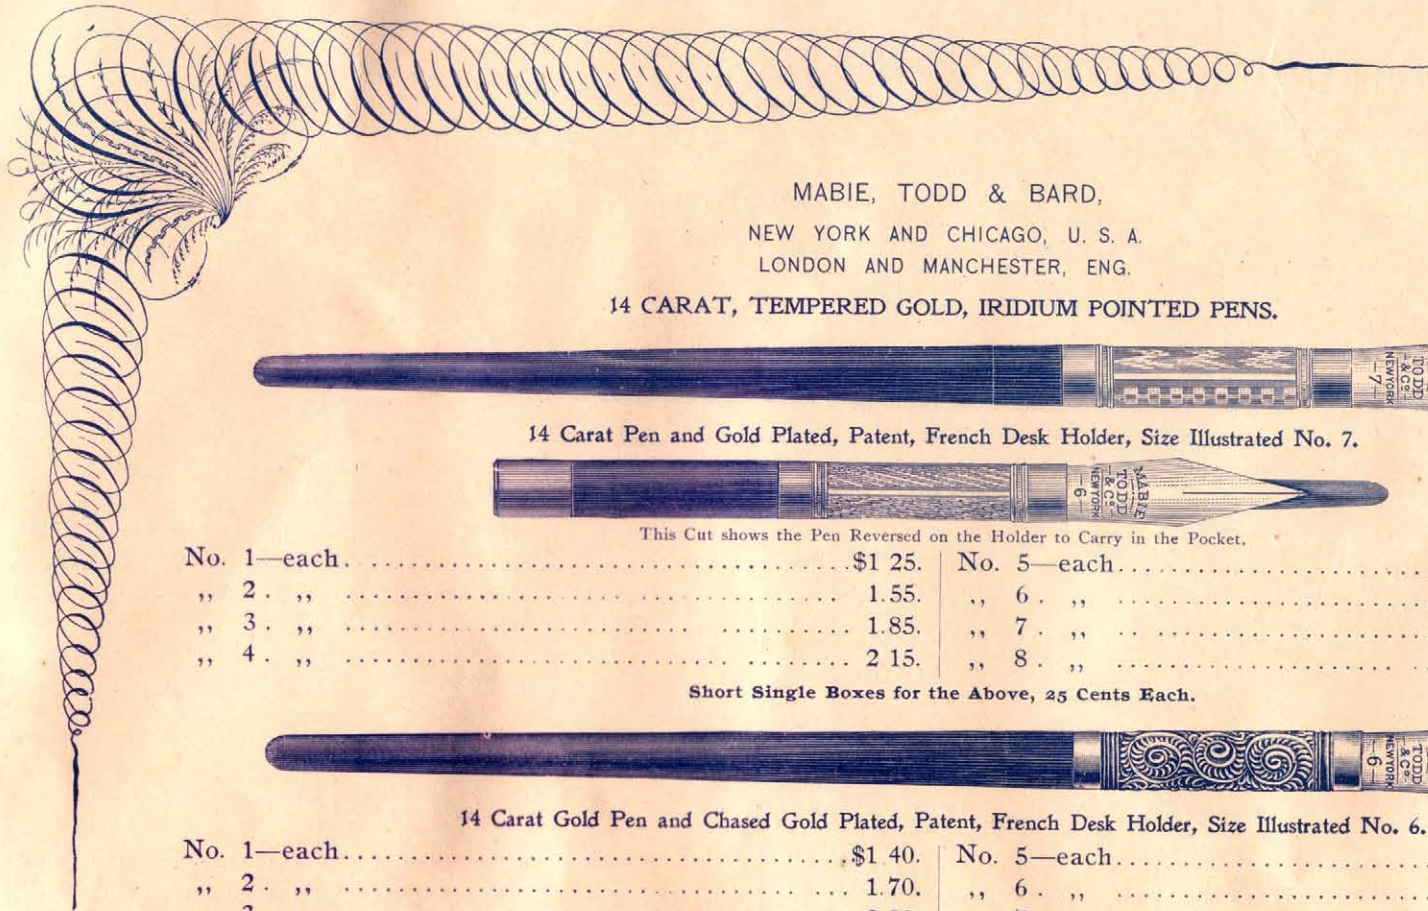 MABIE, TODD & BARD,
NEW YORK AND CHICAGO, U. S. A.
LONDON AND MANCHESTER, ENG.
14 CARAT, TEMPERED GOLD, IRIDIUM POINTED PENS.
TODD
& Co.
NEW YORK
—7—
14 Carat Pen and Gold Plated, Patent, French Desk Holder, Size Illustrated No. 7.
MABIE
TODD
& Co.
NEW YORK
—6—
This Cut shows the Pen Reversed on the Holder to Carry in the Pocket.
No. 1—each. . . . . . . . . . . . . . . . . . . . . $1 25. No. 5—each. . . . . . . . . . . .
,, 2 . ,, . . . . . . . . . . . . . . . . . . . . . 1.55. ,, 6 . ,, . . . . . . . . . . . .
,, 3 . ,, . . . . . . . . . . . . . . . . . . . . . 1.85. ,, 7 . ,, . . . . . . . . . . . .
,, 4 . ,, . . . . . . . . . . . . . . . . . . . . . 2 15. ,, 8 . ,, . . . . . . . . . . . .
Short Single Boxes for the Above, 25 Cents Each.
TODD
& Co.
NEW YORK
—6—
14 Carat Gold Pen and Chased Gold Plated, Patent, French Desk Holder, Size Illustrated No. 6.
No. 1—each. . . . . . . . . . . . . . . . . . . . . $1 40. No. 5—each. . . . . . . . . . . .
,, 2 . ,, . . . . . . . . . . . . . . . . . . . . . 1.70. ,, 6 . ,, . . . . . . . . . . . .